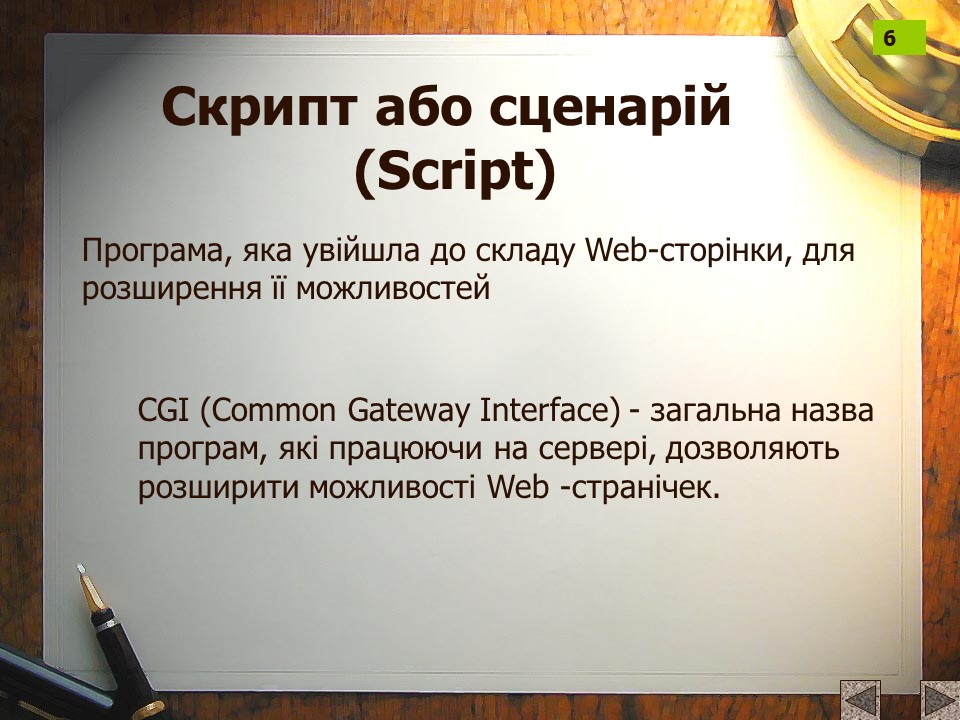 6
Скрипт або сценарій
(Script)
Програма, яка увійшла до складу Web-сторінки, для
розширення її можливостей
CGI (Common Gateway Interface) - загальна назва
програм, які працюючи на сервері, дозволяють
розширити можливості Web -странічек.